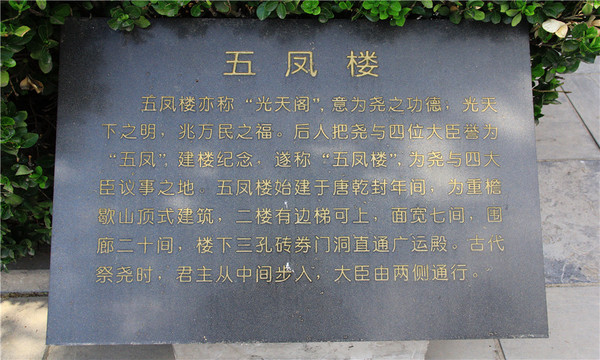 五凤楼
五凤楼亦称“光天阁”，意为尧之功德，光天
下之明，兆万民之福。后人把尧与四位大臣誉为
“五凤”，建楼纪念，遂称“五凤楼”，为尧与四大
臣议事之地。五凤楼始建于唐乾封年间，为重檐
歇山顶式建筑，二楼有边梯可上，面宽七间，围
廊二十间，楼下三孔砖券门洞直通广运殿。古代
祭尧时，君主从中间步入，大臣由两侧通行。